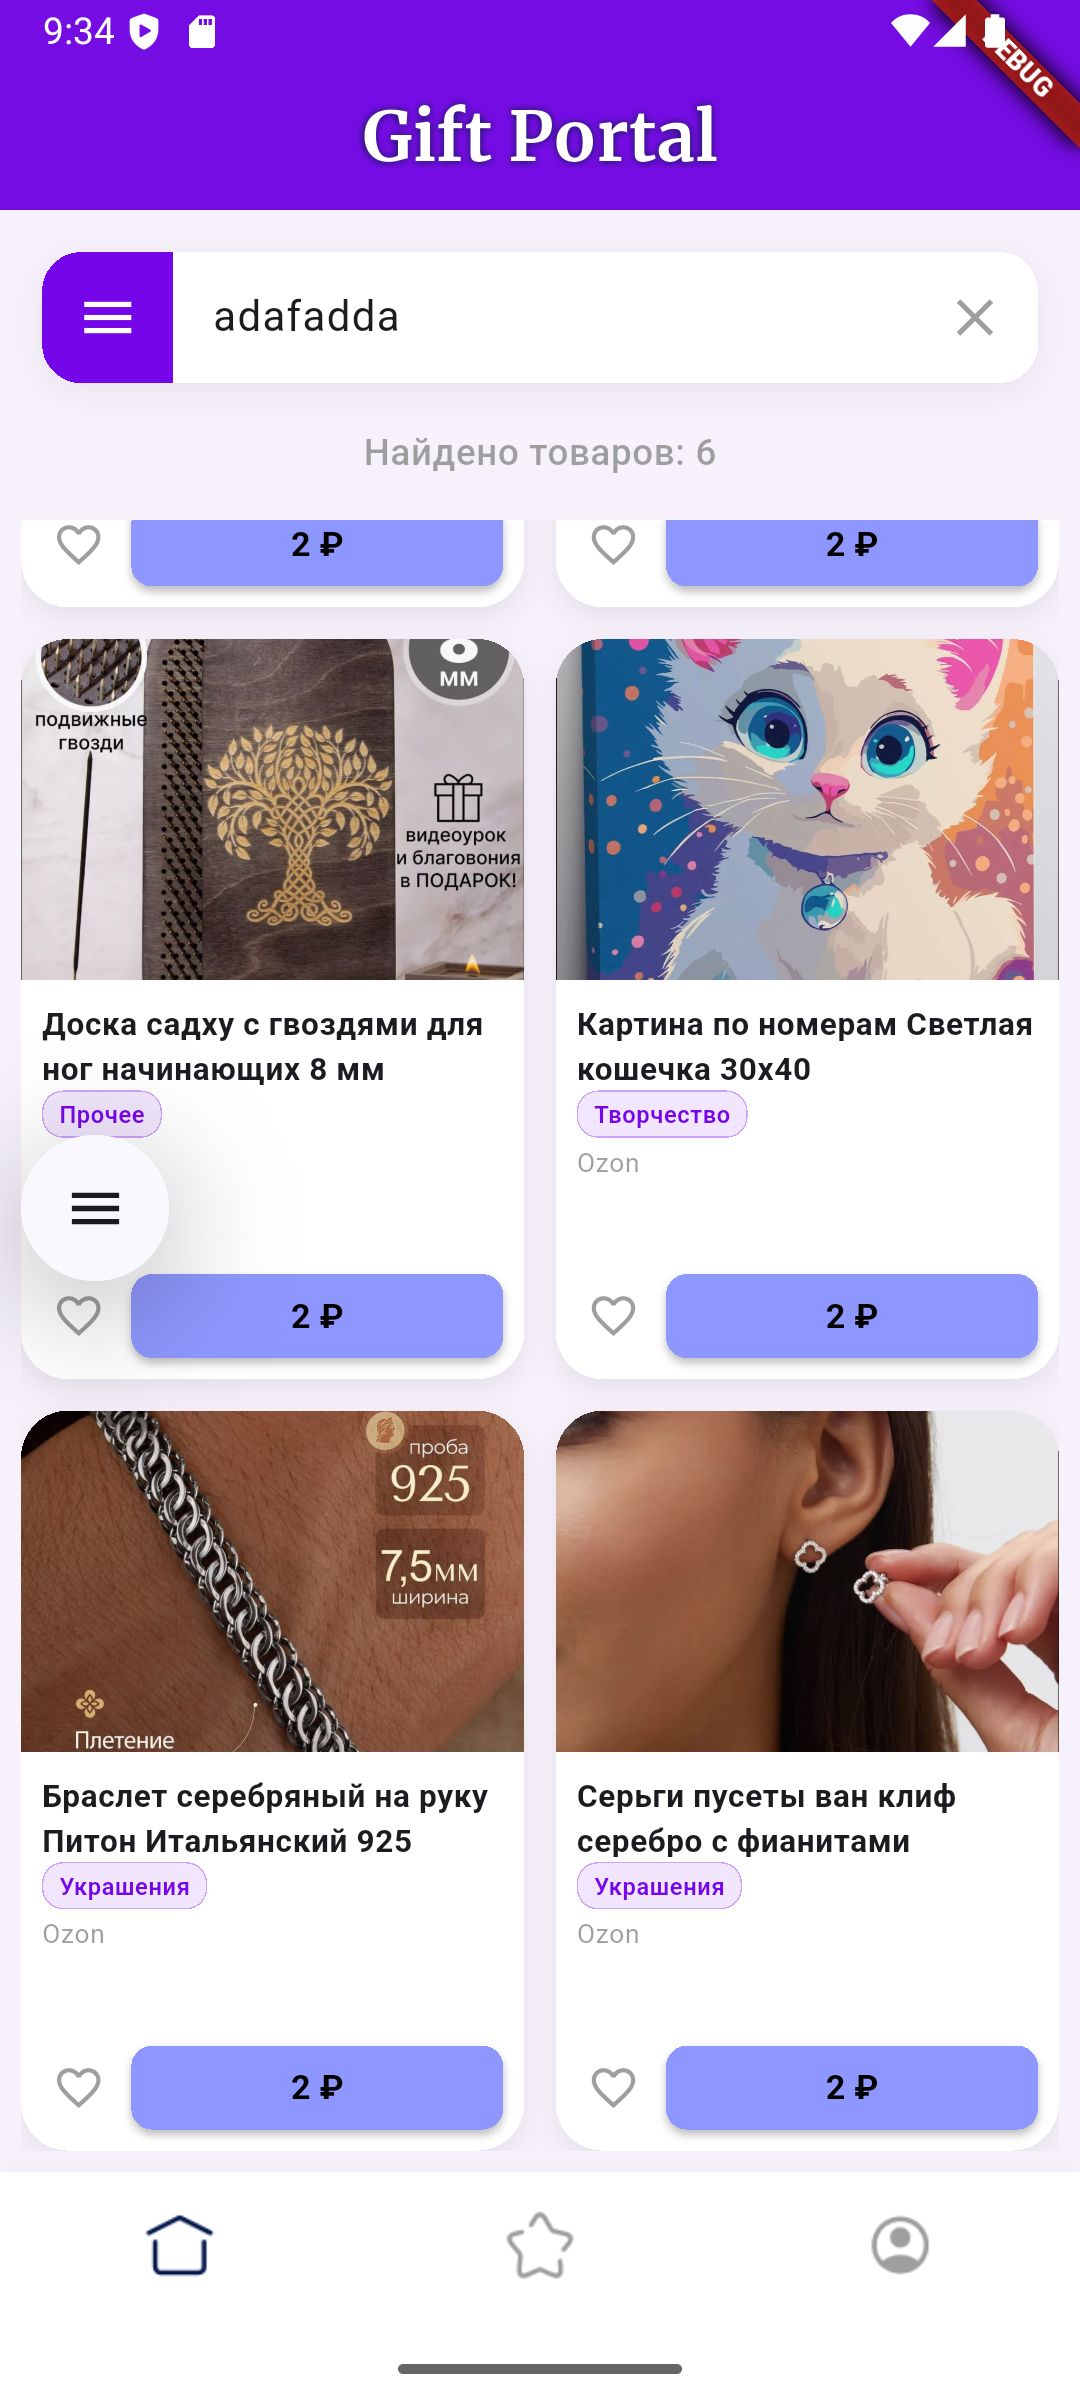 9:34
DEBUG
Gift Portal
adafadda
Найдено товаров: 6
2 ₽
2 ₽
подвижные
гвозди
8
мм
видеоурок
и благовония
в ПОДАРОК!
Доска садху с гвоздями для
ног начинающих 8 мм
Прочее
2 ₽
Картина по номерам Светлая
кошечка 30х40
Творчество
Ozon
2 ₽
проба
925
7,5мм
ширина
Плетение
Браслет серебряный на руку
Питон Итальянский 925
Украшения
Ozon
2 ₽
Серьги пусеты ван клиф
серебро с фианитами
Украшения
Ozon
2 ₽